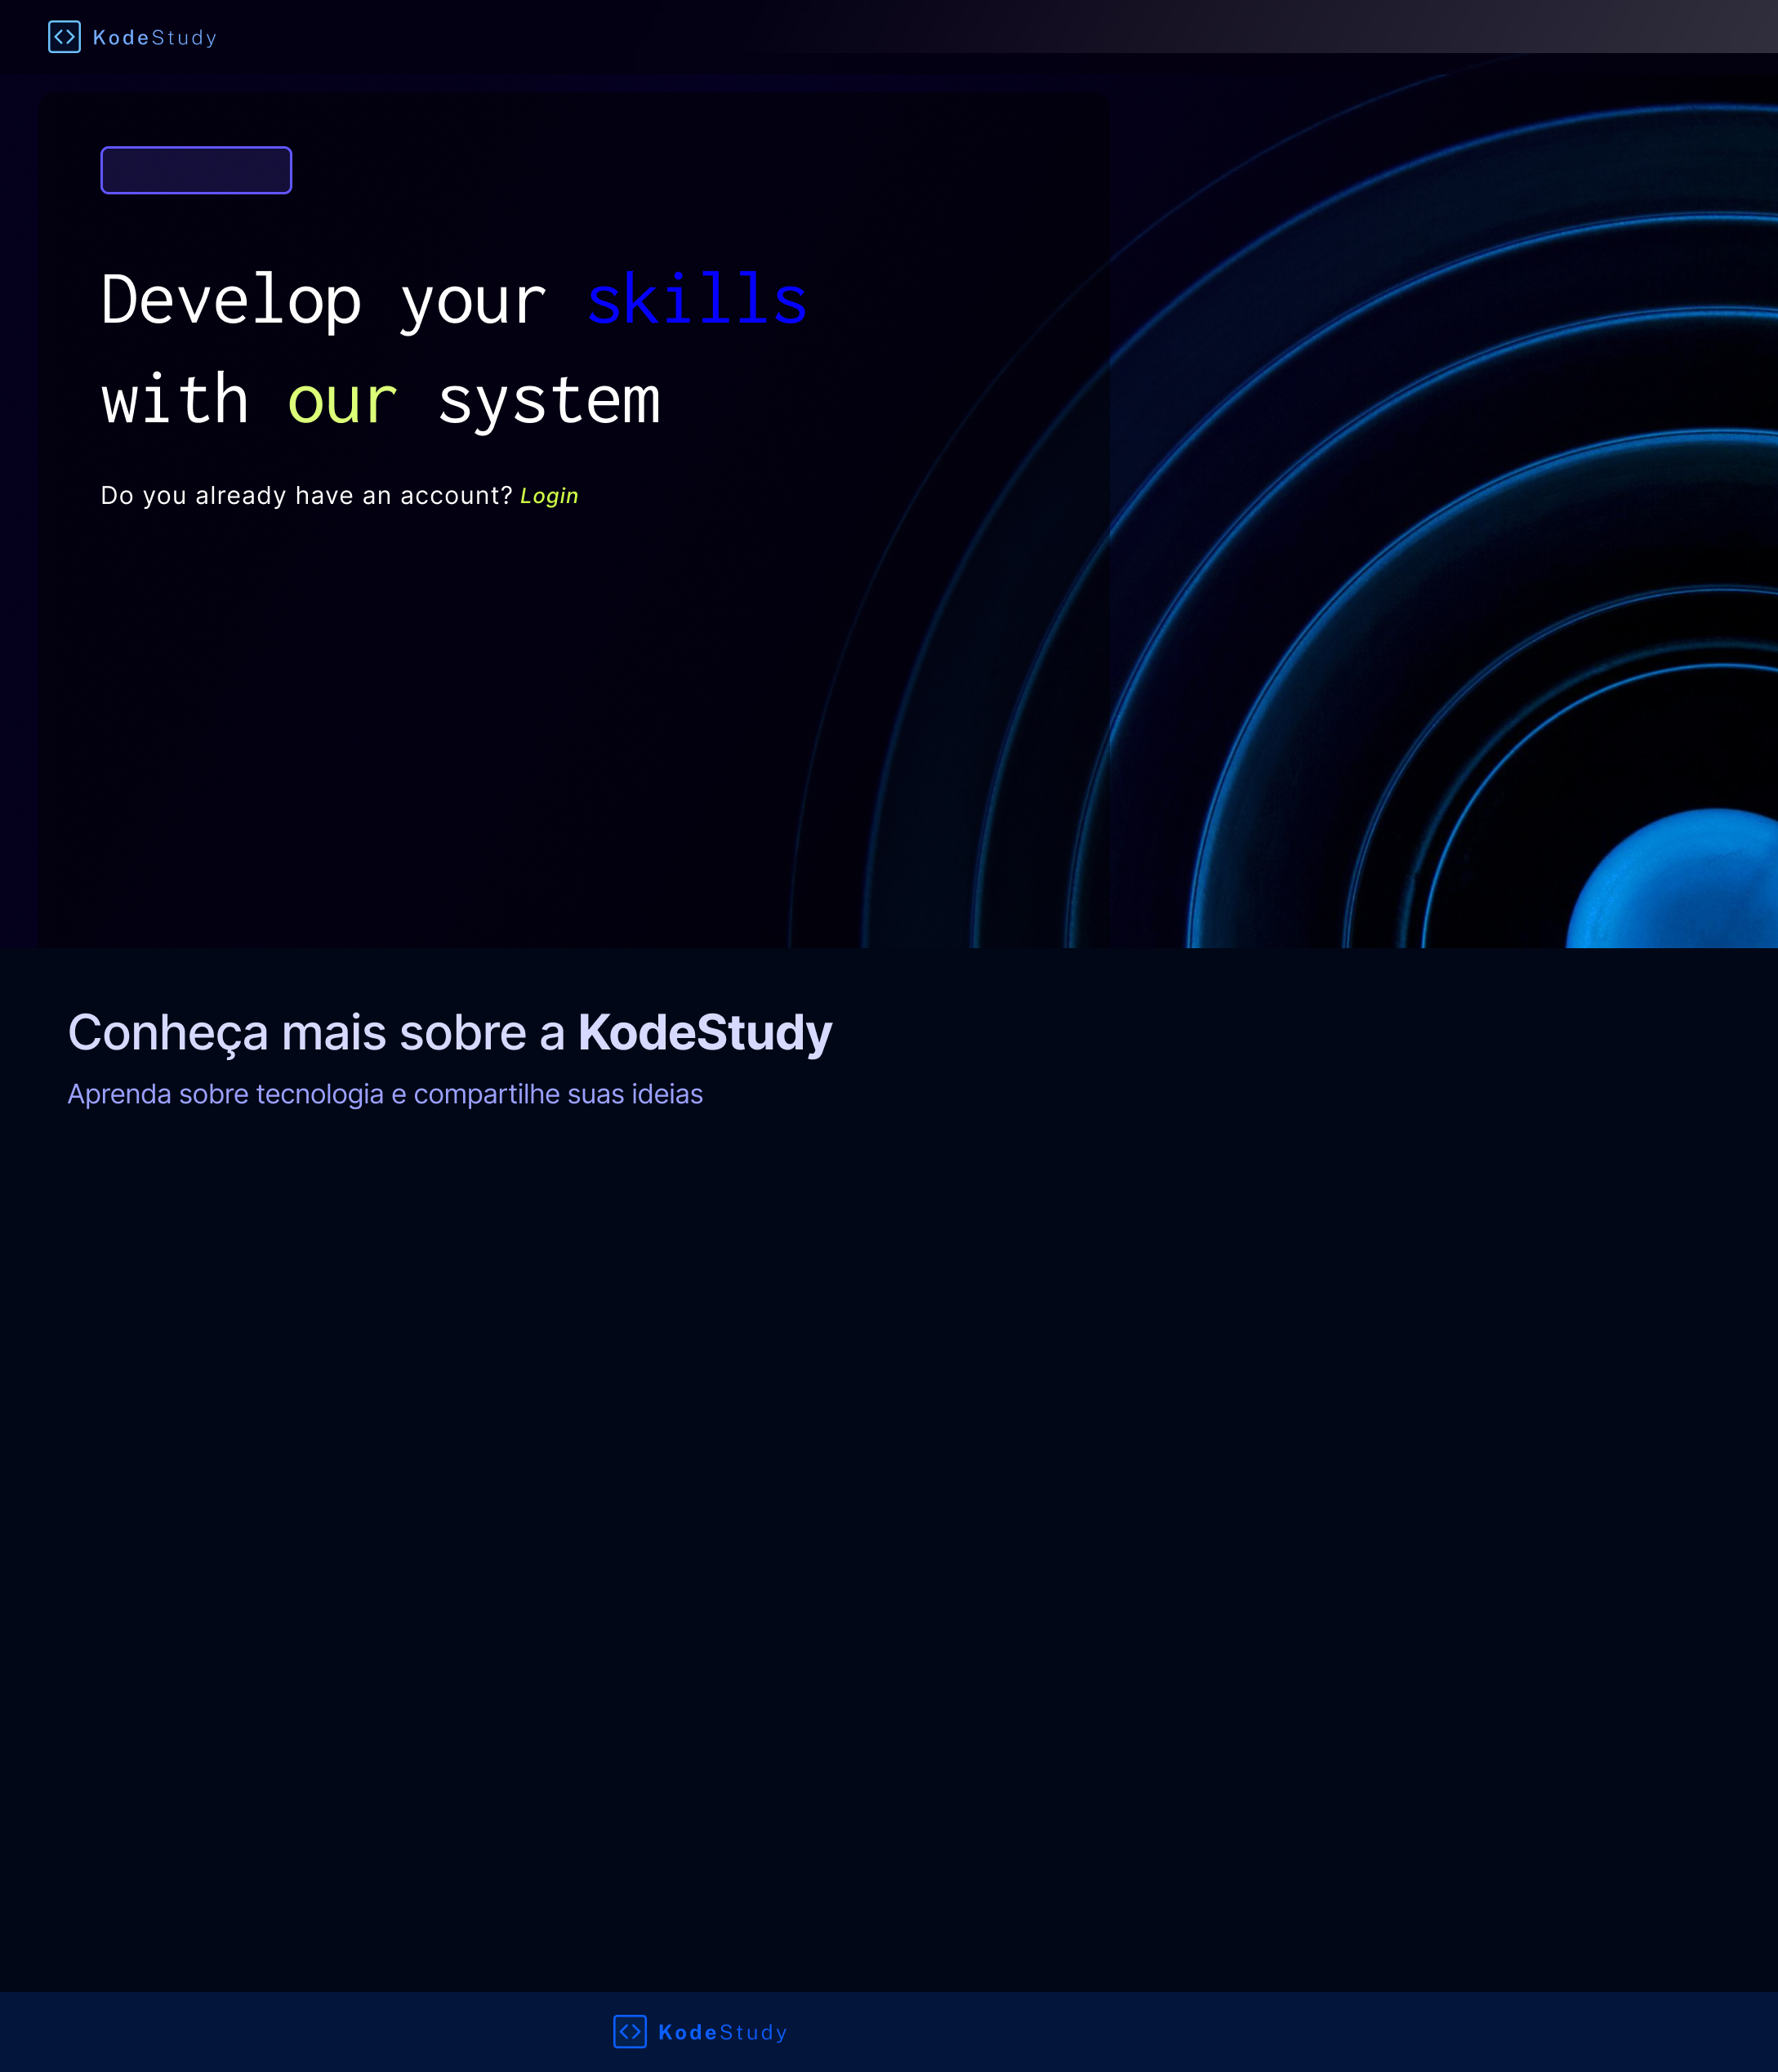 KodeStudy
Develop your skills
with our system
Do you already have an account? Login
Conheça mais sobre a KodeStudy
Aprenda sobre tecnologia e compartilhe suas ideias
KodeStudy